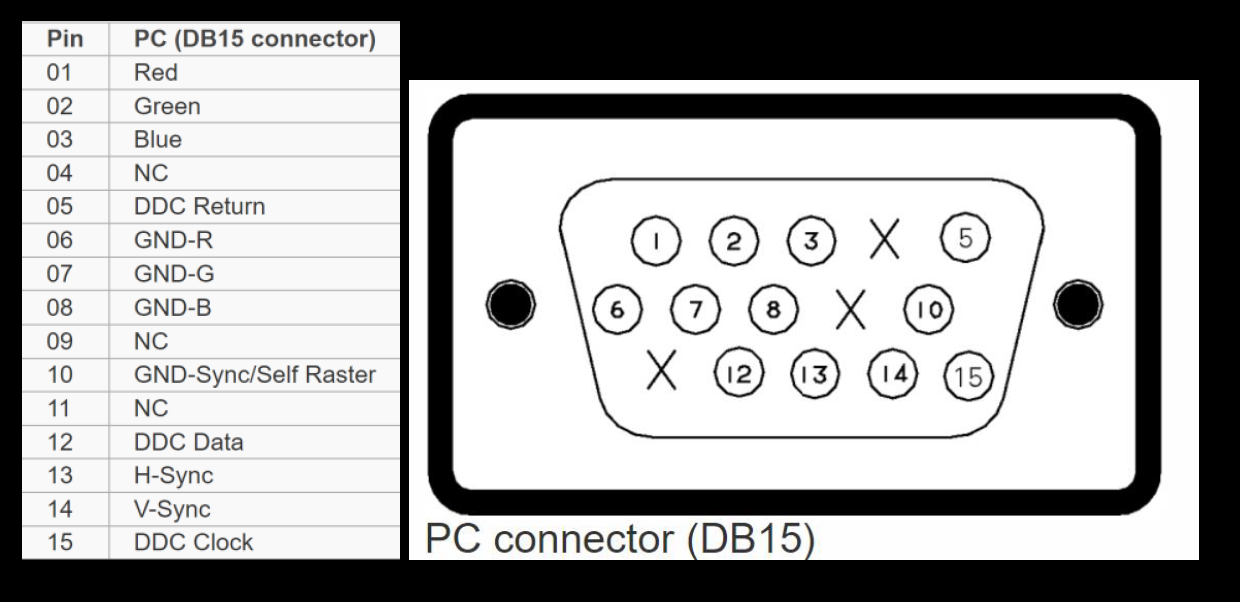 Pin PC (DB15 connector)
01 Red
02 Green
03 Blue
04 NC
05 DDC Return
06 GND-R
07 GND-G
08 GND-B
09 NC
10 GND-Sync/Self Raster
11 NC
12 DDC Data
13 H-Sync
14 V-Sync
15 DDC Clock
1 2 3 X 5
6 7 8 X 10
X 12 13 14 15
PC connector (DB15)